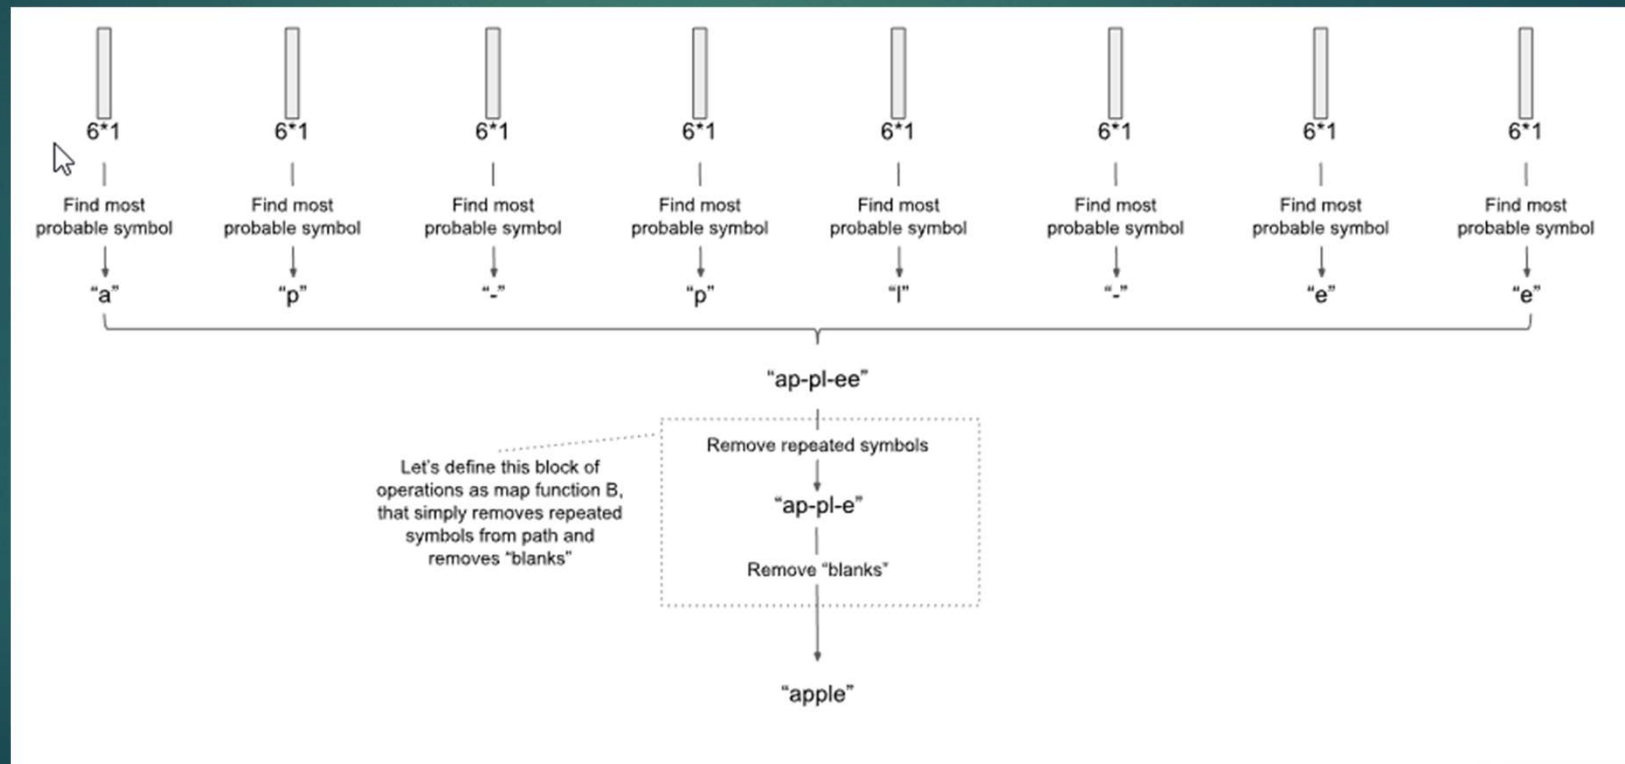 6*1 6*1 6*1 6*1 6*1 6*1 6*1 6*1
Find most Find most Find most Find most Find most Find most Find most Find most
probable symbol probable symbol probable symbol probable symbol probable symbol probable symbol probable symbol probable symbol
“a” “p” “-” “p” “l” “-” “e” “e”
“ap-pl-ee”
Remove repeated symbols
“ap-pl-e”
Remove “blanks”
Let's define this block of
operations as map function B,
that simply removes repeated
symbols from path and
removes “blanks”
“apple”